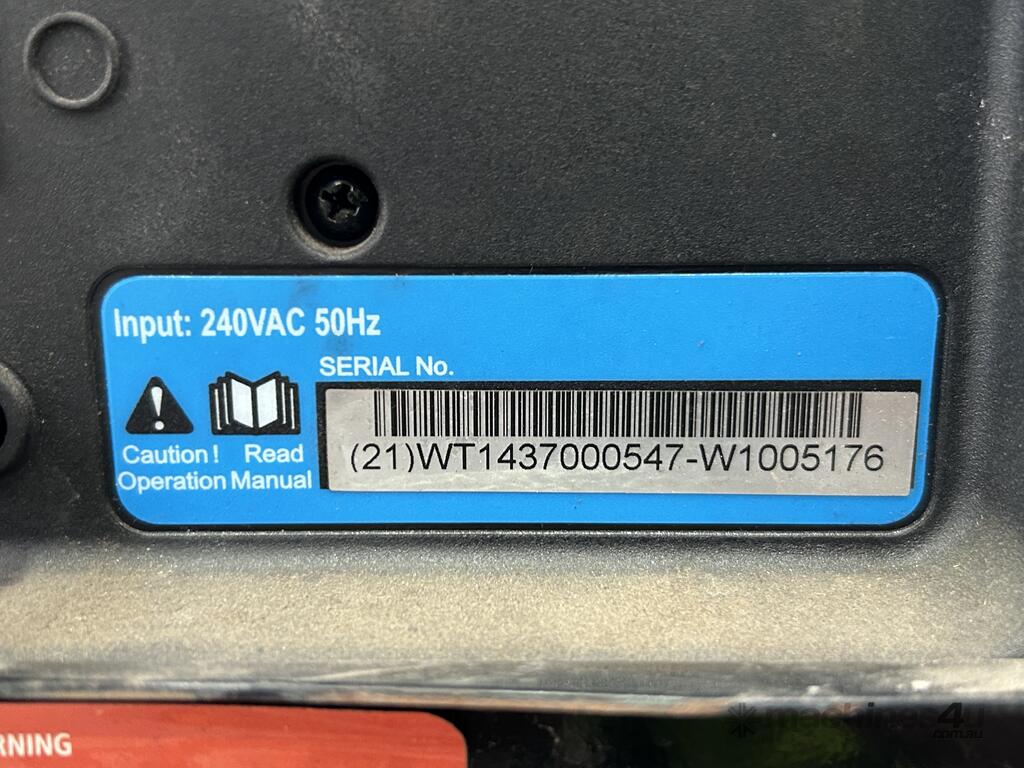 Input: 240VAC 50Hz
SERIAL No.
Caution! Read
Operation Manual
(21)WT1437000547-W1005176
RNING
machines4u
.com.au